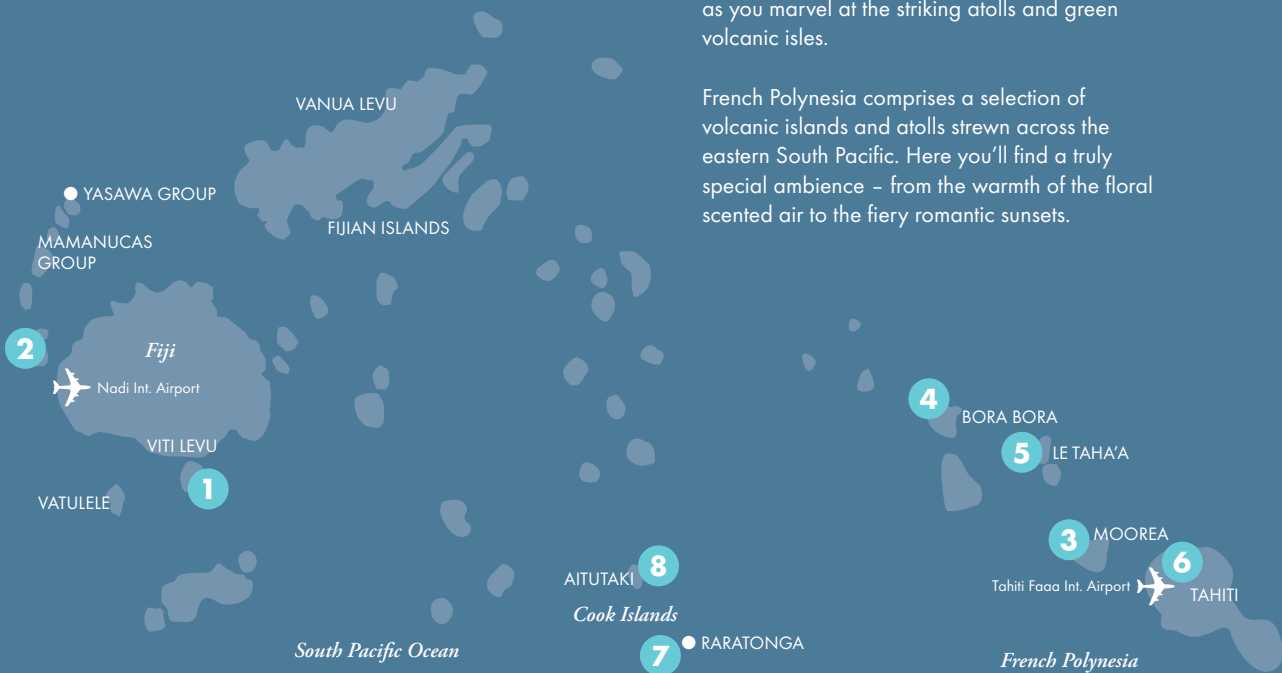 as you marvel at the striking atolls and green
volcanic isles.
French Polynesia comprises a selection of
volcanic islands and atolls strewn across the
eastern South Pacific. Here you’ll find a truly
special ambience – from the warmth of the floral
scented air to the fiery romantic sunsets.
VANUA LEVU
YASAWA GROUP
FIJIAN ISLANDS
MAMANUCAS
GROUP
2
Fiji
Nadi Int. Airport
VITI LEVU
1
VATULELE
4
BORA BORA
5
LE TAHA’A
3
MOOREA
6
Tahiti Faaa Int. Airport
TAHITI
AITUTAKI
8
Cook Islands
7
RARATONGA
South Pacific Ocean
French Polynesia